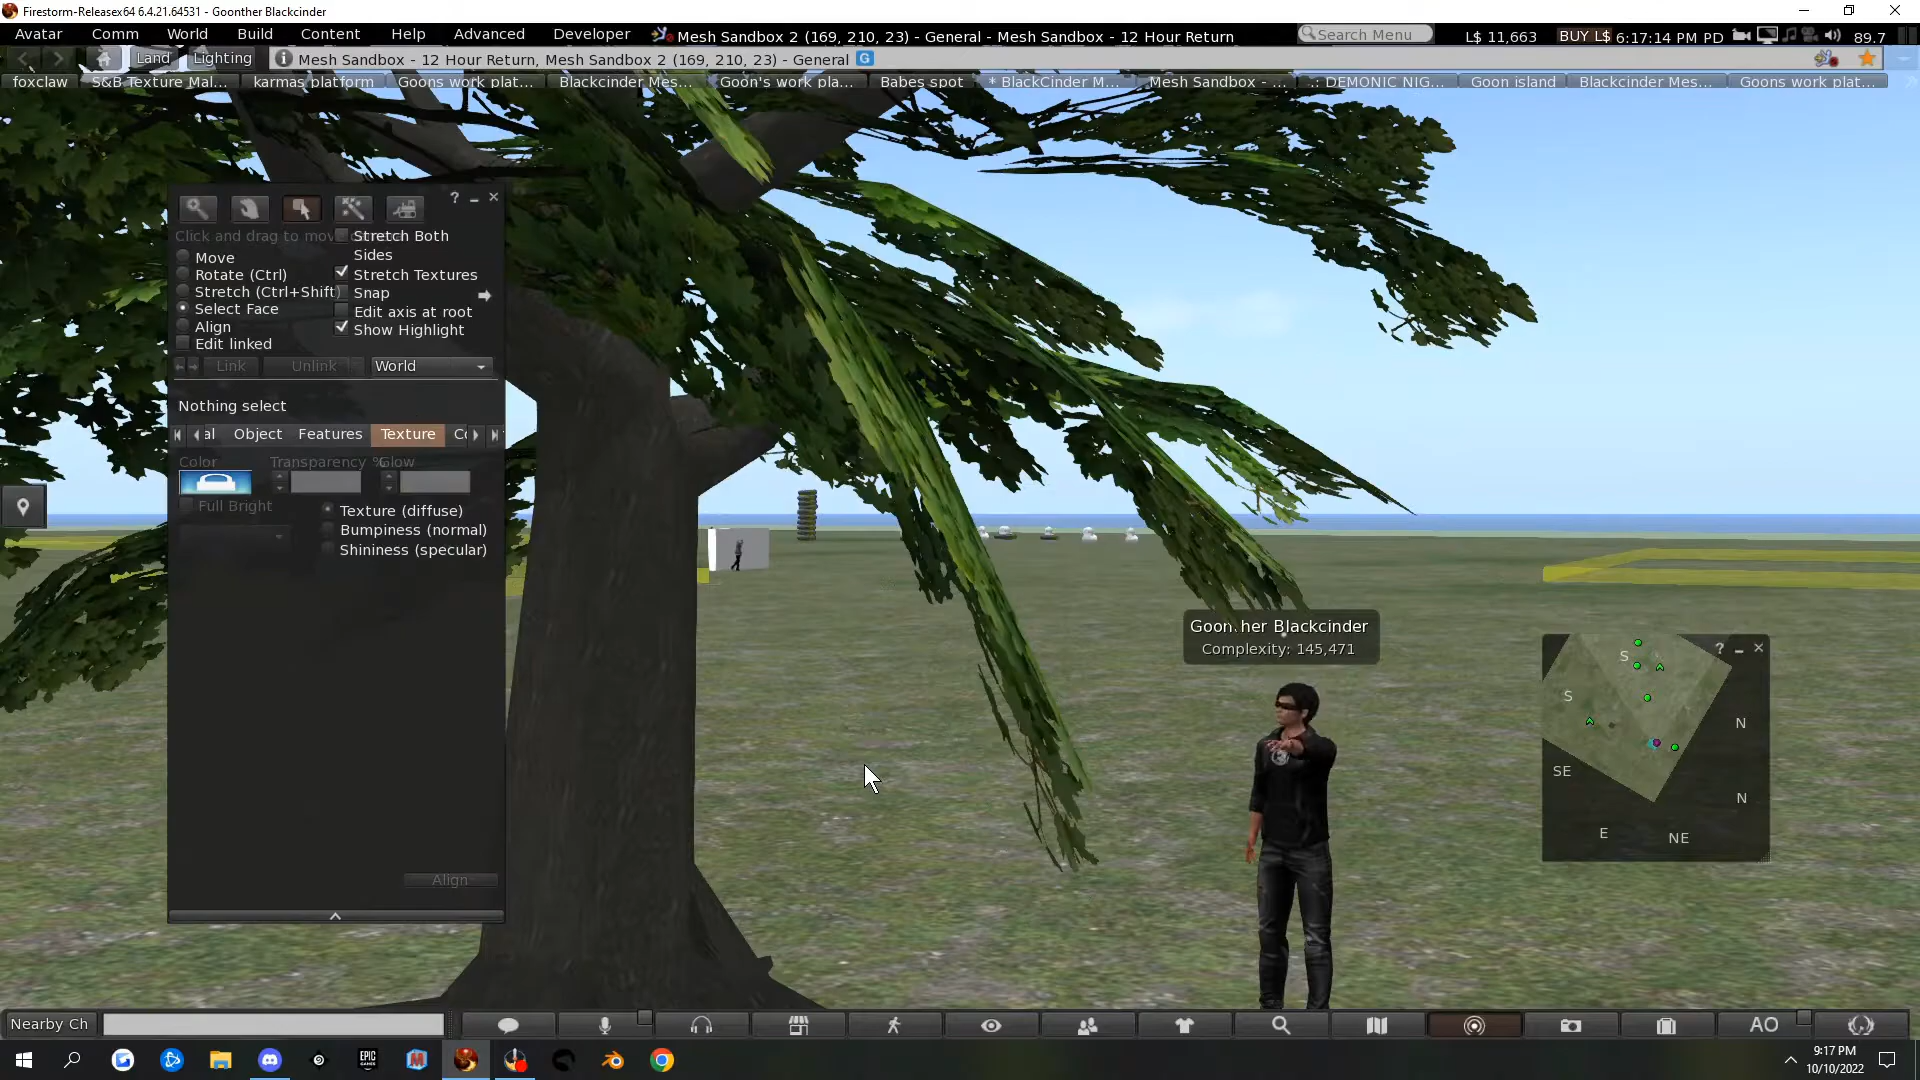 Firestorm-Releasex64 6.4.21.64531 - Goonther Blackcinder
Avatar Comm World Build Content Help Advanced Developer Mesh Sandbox 2 (169, 210, 23) - General - Mesh Sandbox - 12 Hour Return Search Menu L$ 11,663 BUY L$ 6:17:14 PM PD 89.7
Land Lighting Mesh Sandbox - 12 Hour Return, Mesh Sandbox 2 (169, 210, 23) - General G
foxclaw S&B Texture Mal... karmas platform Goons work plat... Blackcinder Mes... Goon's work pla... Babes spot * BlackCinder M... Mesh Sandbox - ... .: DEMONIC NIG... Goon island Blackcinder Mes... Goons work plat...
?
Click and drag to mov
Stretch Both
Sides
Move
Rotate (Ctrl)
Stretch Textures
Stretch (Ctrl+Shift)
Snap
Select Face
Edit axis at root
Align
Show Highlight
Edit linked
Link Unlink World
Nothing select
al Object Features Texture Co
Color Transparency % Glow
Full Bright
Texture (diffuse)
Bumpiness (normal)
Shininess (specular)
Align
Goonther Blackcinder
Complexity: 145,471
?
S
S
N
SE
N
E
NE
Nearby Ch
AO
EPIC GAMES
9:17 PM
10/10/2022